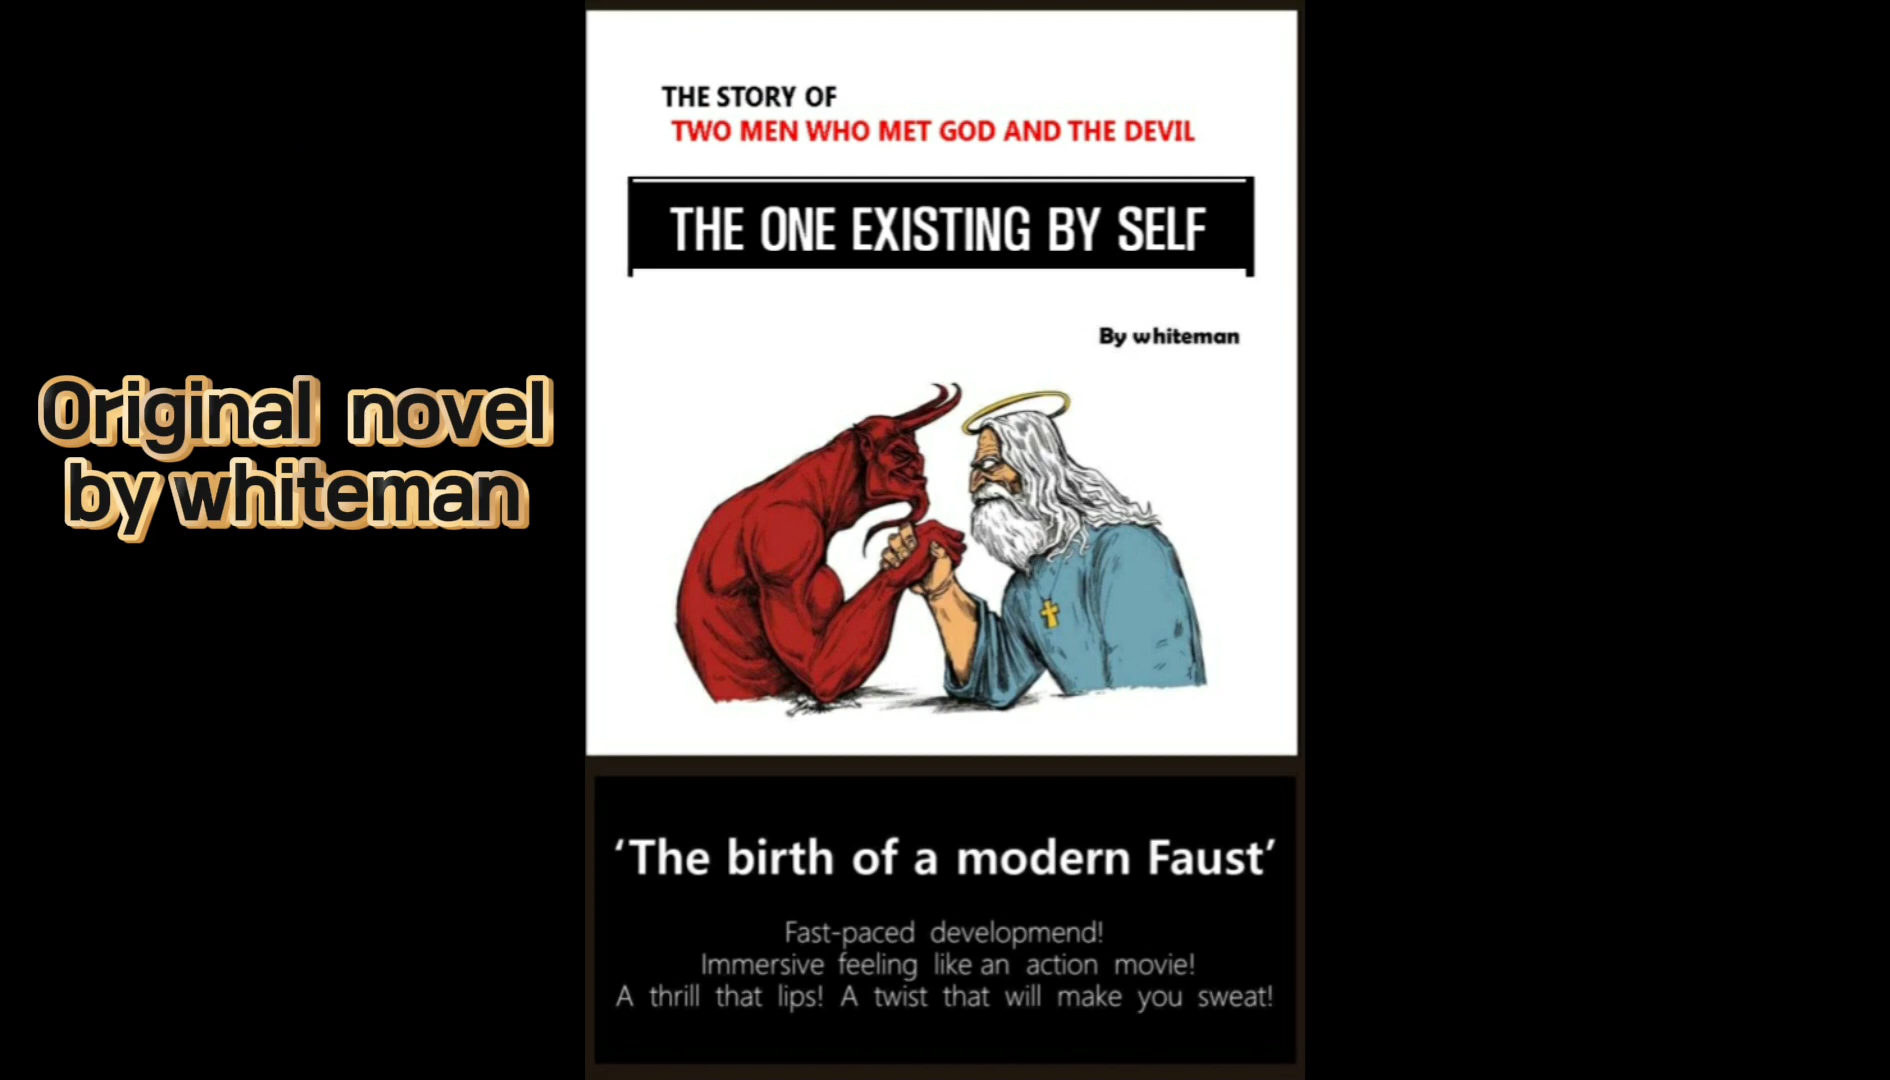 Original novel
by whiteman
THE STORY OF
TWO MEN WHO MET GOD AND THE DEVIL
THE ONE EXISTING BY SELF
By whiteman
‘The birth of a modern Faust’
Fast-paced developmend!
Immersive feeling like an action movie!
A thrill that lips! A twist that will make you sweat!